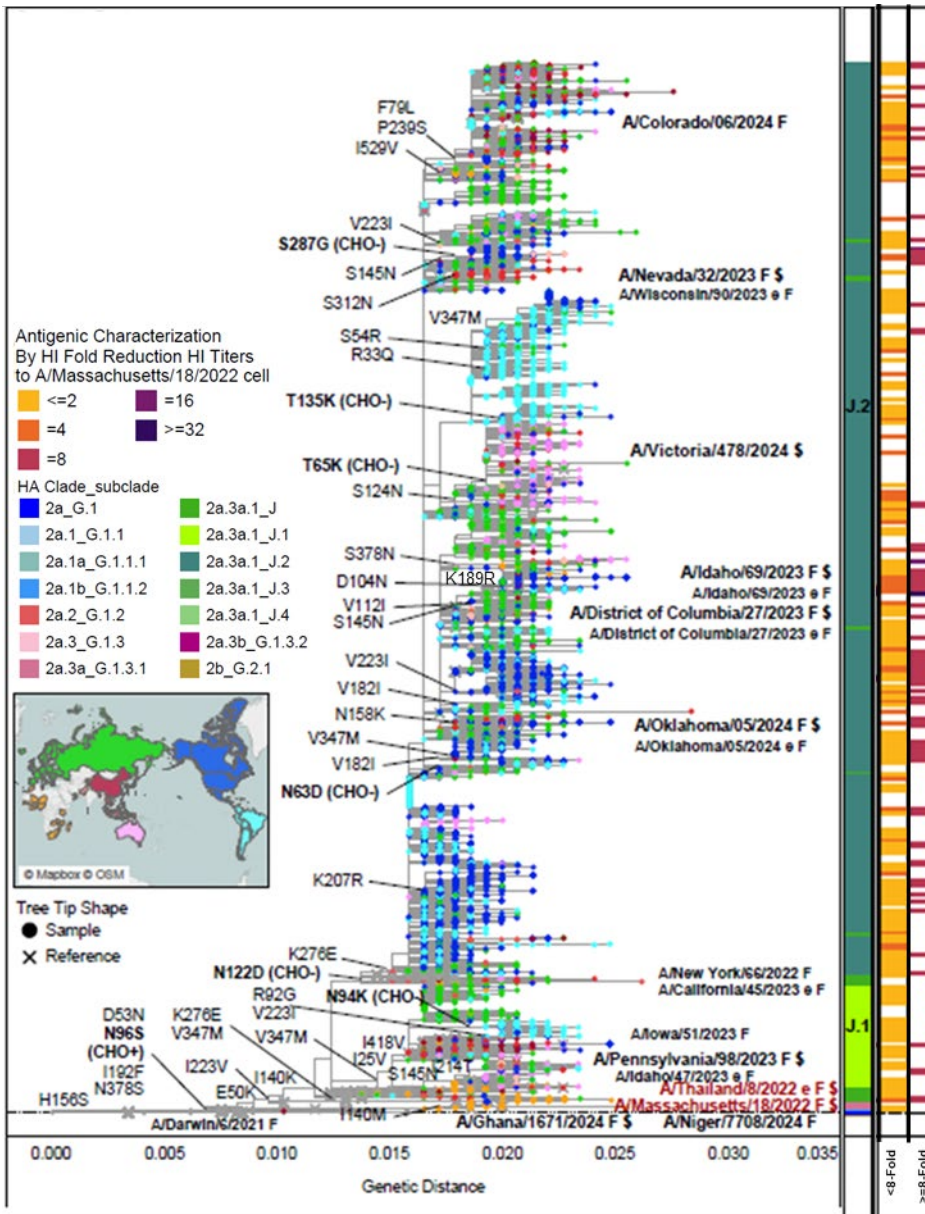 F79L
P239S
I529V
A/Colorado/06/2024 F
V223I
S287G (CHO-)
S145N
S312N
A/Nevada/32/2023 F $
A/Wisconsin/90/2023 e F
V347M
S54R
R33Q
Antigenic Characterization
By HI Fold Reduction HI Titers
to A/Massachusetts/18/2022 cell
<=2
=16
=4
>=32
=8
T135K (CHO-)
J.2
A/Victoria/478/2024 $
T65K (CHO-)
S124N
HA Clade_subclade
2a_G.1
2a.3a.1_J
2a.1_G.1.1
2a.3a.1_J.1
2a.1a_G.1.1.1
2a.3a.1_J.2
2a.1b_G.1.1.2
2a.3a.1_J.3
2a.2_G.1.2
2a.3a.1_J.4
2a.3_G.1.3
2a.3b_G.1.3.2
2a.3a_G.1.3.1
2b_G.2.1
S378N
K189R
D104N
V112I
S145N
A/Idaho/69/2023 F $
A/Idaho/69/2023 e F
A/District of Columbia/27/2023 F $
A/District of Columbia/27/2023 e F
V223I
V182I
N158K
V347M
V182I
A/Oklahoma/05/2024 F $
A/Oklahoma/05/2024 e F
N63D (CHO-)
© Mapbox © OSM
Tree Tip Shape
Sample
Reference
K207R
K276E
N122D (CHO-)
A/New York/66/2022 F
A/California/45/2023 e F
R92G
N94K (CHO-)
V223I
V347M
D53N
N96S
(CHO+)
I192F
N378S
K276E
V347M
I418V
I25V
S145N
A/Iowa/51/2023 F
J.1
A/Pennsylvania/98/2023 F $
A/Idaho/47/2023 e F
I223V
I140K
E50K
H156S
I140M
A/Thailand/8/2022 e F $
A/Massachusetts/18/2022 F $
A/Darwin/6/2021 F
A/Ghana/1671/2024 F $
A/Niger/7708/2024 F
0.000 0.005 0.010 0.015 0.020 0.025 0.030 0.035
Genetic Distance
<8-Fold
>=8-Fold